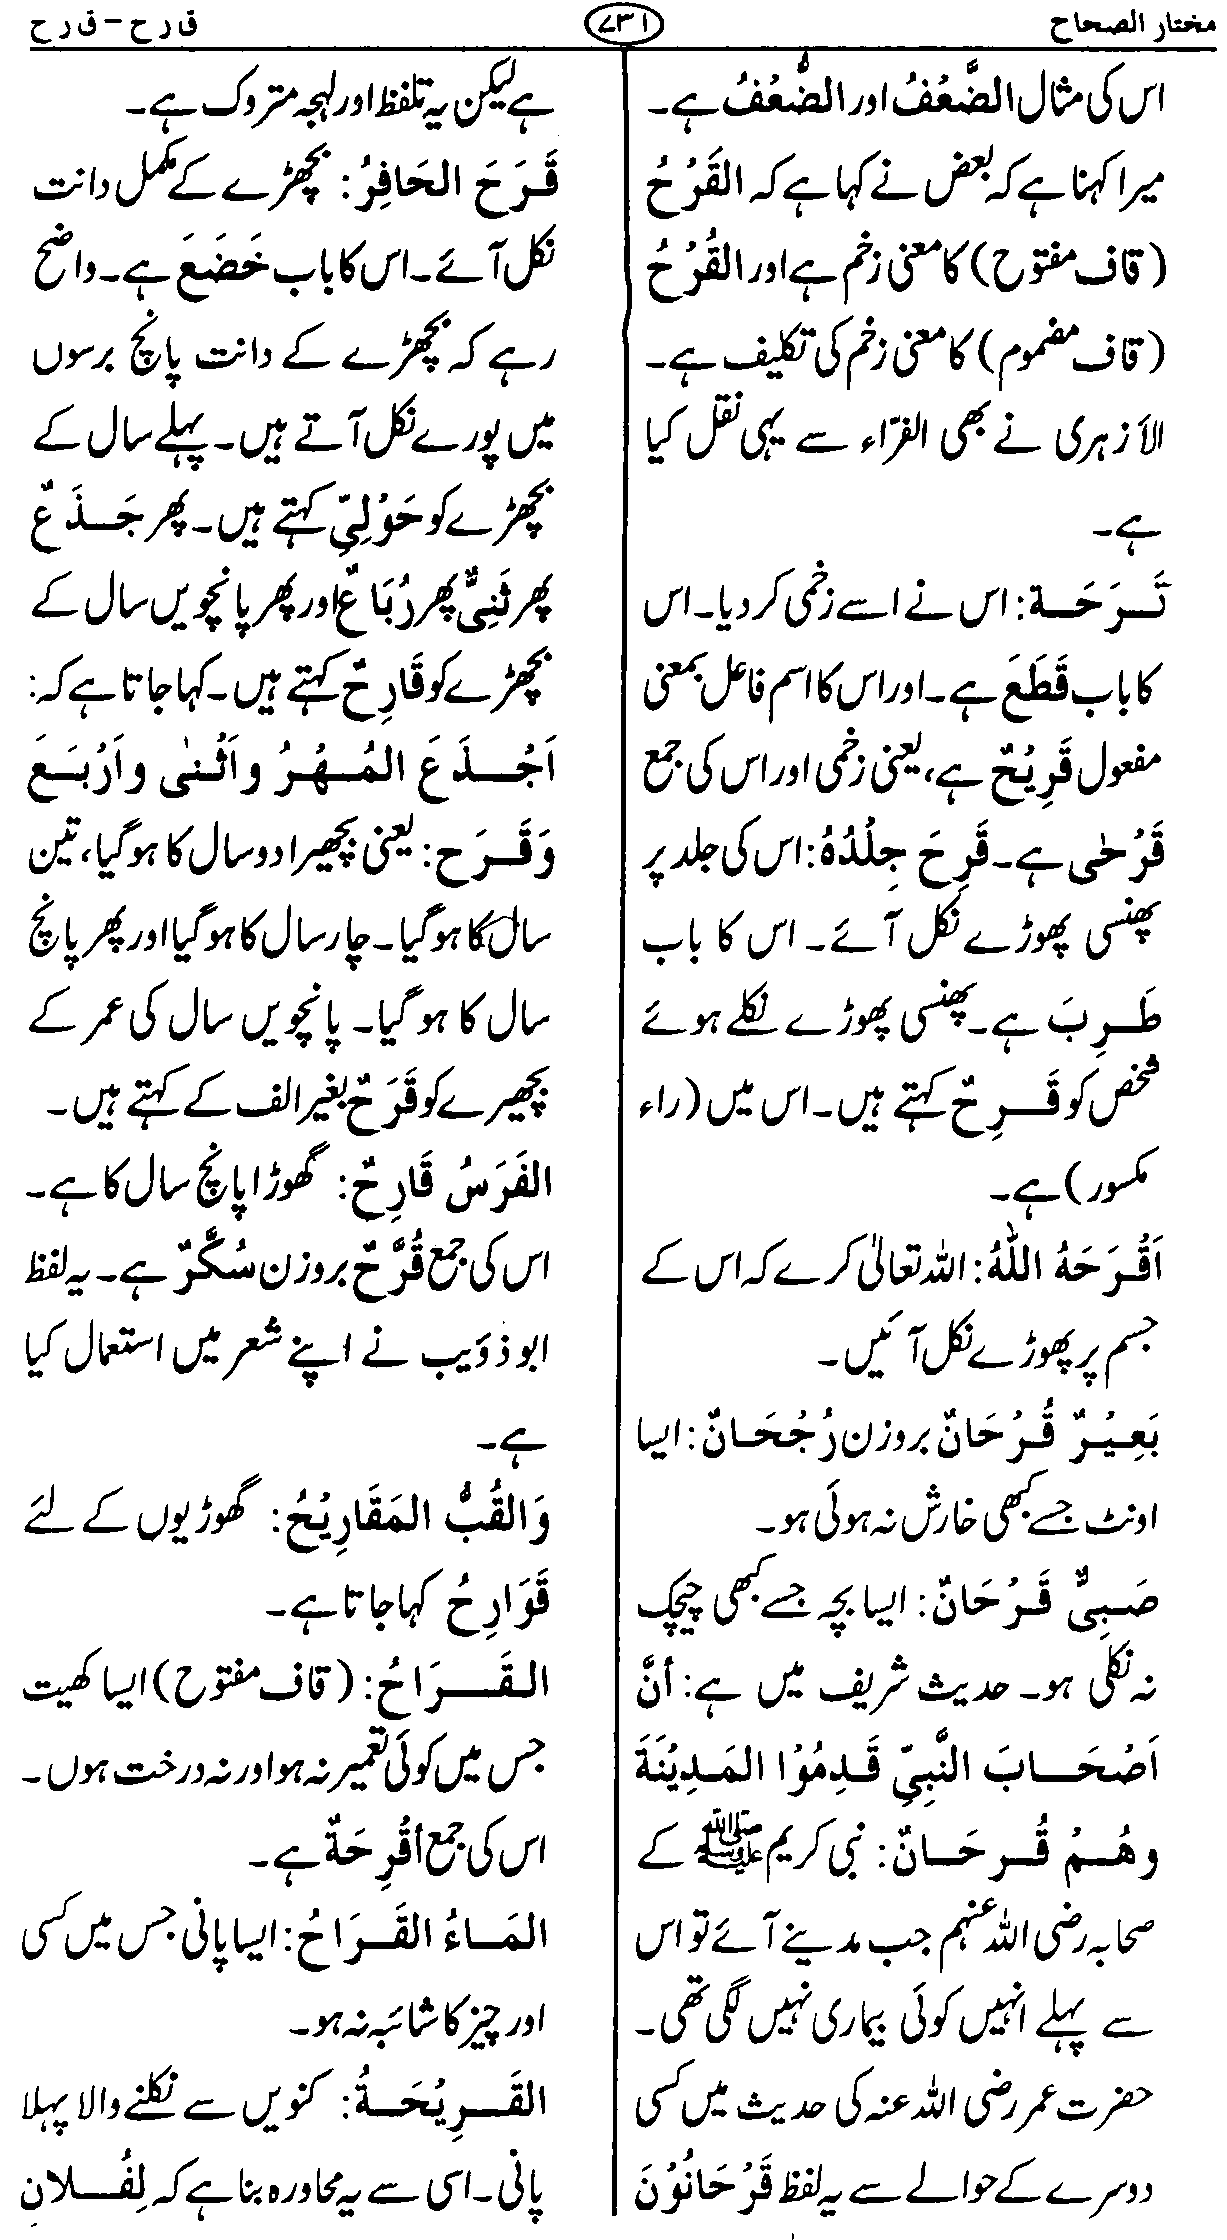 مختار الصحاح
۷۳۱
ق ر ح – ق ر ح
اس کی مثال الضَّعْفُ اور الضُّعْفُ ہے۔
میرا کہنا ہے کہ بعض نے کہا ہے کہ القَرْحُ
(قاف مفتوح) کا معنی زخم ہے اور القُرْحُ
(قاف مضموم) کا معنی زخم کی تکلیف ہے۔
الأزہری نے بھی الفرّاء سے یہی نقل کیا
ہے۔
تَرَحَة: اس نے اسے زخمی کر دیا۔ اس
کا باب قَطَعَ ہے۔ اور اس کا اسم فاعل بمعنی
مفعول قَرِيْحٌ ہے، یعنی زخمی اور اس کی جمع
قَرْحٰی ہے۔ قَرِحَ جِلْدُهُ: اس کی جلد پر
پھنسی پھوڑے نکل آئے۔ اس کا باب
طَرِبَ ہے۔ پھنسی پھوڑے نکلے ہوئے
شخص کو قَرِحٌ کہتے ہیں۔ اس میں (راء
مکسور) ہے۔
اَقْرَحَهُ اللّٰهُ: اللہ تعالیٰ کرے کہ اس کے
جسم پر پھوڑے نکل آئیں۔
بَعِيْرٌ قُرْحَانٌ بروزن رُجْحَانٌ: ایسا
اونٹ جسے کبھی خارش نہ ہوئی ہو۔
صَبِیٌّ قَرْحَانٌ: ایسا بچہ جسے کبھی چیچک
نہ نکلی ہو۔ حدیث شریف میں ہے: أنَّ
اَصْحَابَ النَّبِیِّ قَدِمُوْا المَدِيْنَةَ
وهُمْ قُرحَانٌ: نبی کریم ﷺ کے
صحابہ رضی اللہ عنہم جب مدینے آئے تو اس
سے پہلے انہیں کوئی بیماری نہیں لگی تھی۔
حضرت عمر رضی اللہ عنہ کی حدیث میں کسی
دوسرے کے حوالے سے یہ لفظ قَرْحَانُوْنَ
ہے لیکن یہ تلفظ اور لہجہ متروک ہے۔
قَرَحَ الحَافِرُ: بچھڑے کے مکمل دانت
نکل آئے۔ اس کا باب خَضَعَ ہے۔ واضح
رہے کہ بچھڑے کے دانت پانچ برسوں
میں پورے نکل آتے ہیں۔ پہلے سال کے
بچھڑے کو حَوْلِیّ کہتے ہیں۔ پھر جَذَعٌ
پھر ثَنِیٌّ پھر رُبَاعٌ اور پھر پانچویں سال کے
بچھڑے کو قَارِحٌ کہتے ہیں۔ کہا جاتا ہے کہ:
اَجْذَعَ المُهْرُ واَثْنٰی واَرْبَعَ
وَقَرَح: یعنی بچھیرا دو سال کا ہوگیا، تین
سال کا ہوگیا۔ چار سال کا ہوگیا اور پھر پانچ
سال کا ہوگیا۔ پانچویں سال کی عمر کے
بچھیرے کو قَرَحٌ بغیر الف کے کہتے ہیں۔
الفَرَسُ قَارِحٌ: گھوڑا پانچ سال کا ہے۔
اس کی جمع قُرَّحٌ بروزن سُکَّرٌ ہے۔ یہ لفظ
ابو ذؤیب نے اپنے شعر میں استعمال کیا
ہے۔
وَالقُبُّ المَقَارِيْحُ: گھوڑیوں کے لئے
قَوَارِحُ کہا جاتا ہے۔
القَرَاحُ: (قاف مفتوح) ایسا کھیت
جس میں کوئی تعمیر نہ ہو اور نہ درخت ہوں۔
اس کی جمع أقْرِحَةٌ ہے۔
المَاءُ القَرَاحُ: ایسا پانی جس میں کسی
اور چیز کا شائبہ نہ ہو۔
القَرِيْحَةُ: کنویں سے نکلنے والا پہلا
پانی۔ اسی سے یہ محاورہ بنا ہے کہ لِفُلانٍ